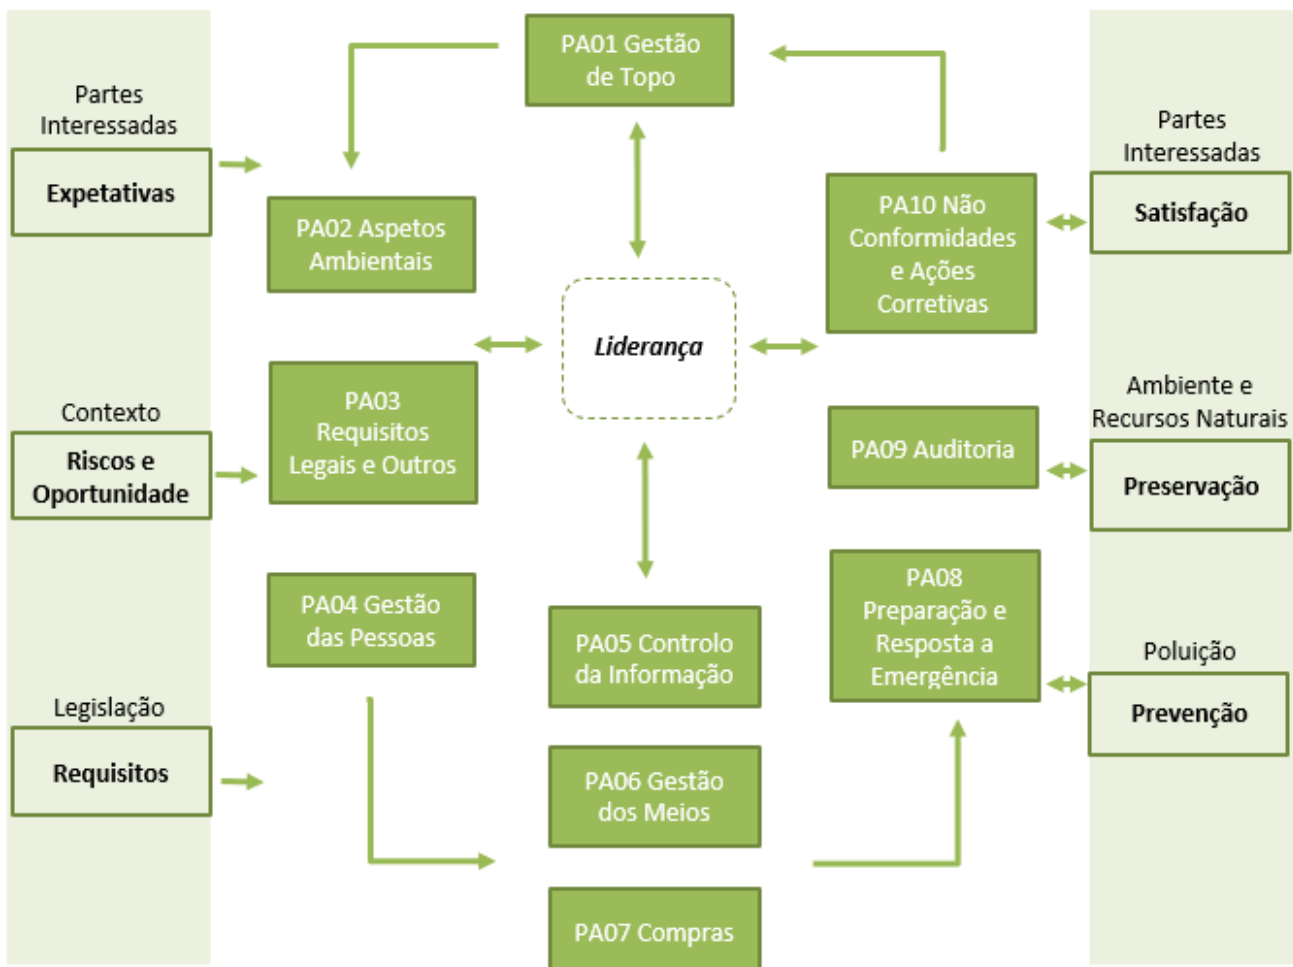 Partes
Interessadas
Expetativas
Contexto
Riscos e
Oportunidade
Legislação
Requisitos
PA01 Gestão
de Topo
PA02 Aspetos
Ambientais
PA03
Requisitos
Legais e Outros
PA04 Gestão
das Pessoas
Liderança
PA05 Controlo
da Informação
PA06 Gestão
dos Meios
PA07 Compras
PA10 Não
Conformidades
e Ações
Corretivas
PA09 Auditoria
PA08
Preparação e
Resposta a
Emergência
Partes
Interessadas
Satisfação
Ambiente e
Recursos Naturais
Preservação
Poluição
Prevenção